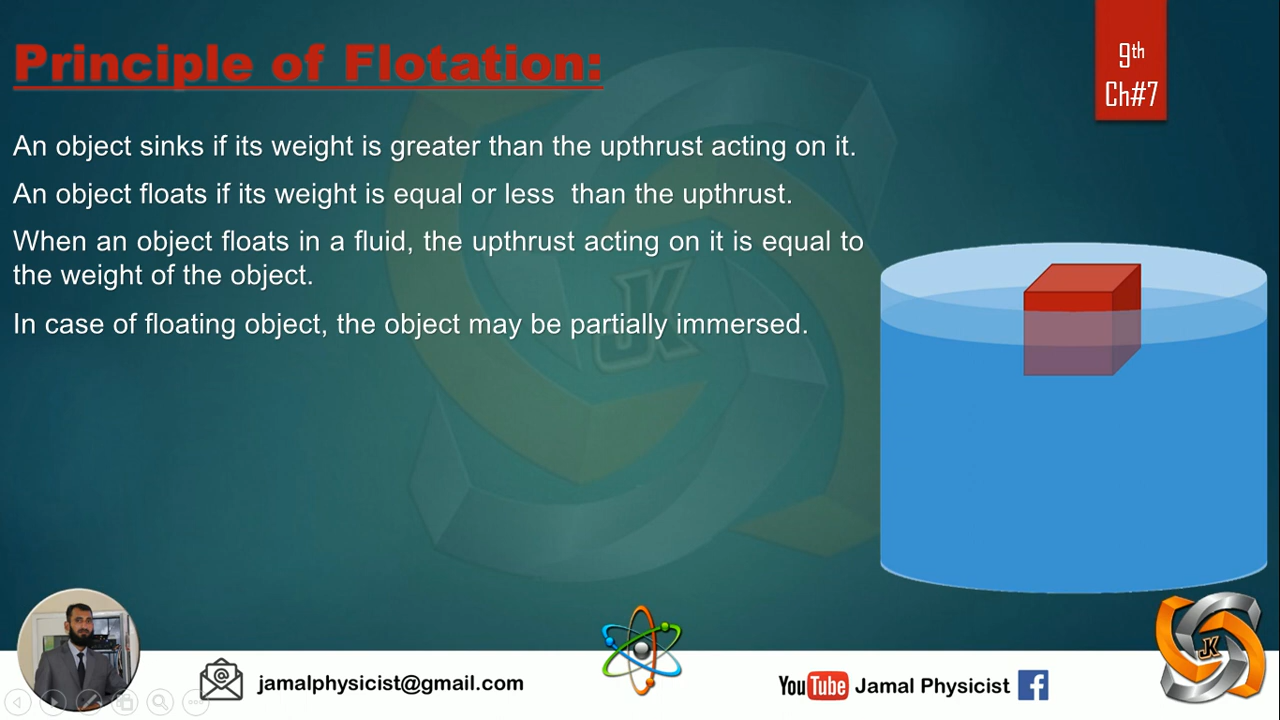 Principle of Flotation:
9th
Ch#7
An object sinks if its weight is greater than the upthrust acting on it.
An object floats if its weight is equal or less  than the upthrust.
When an object floats in a fluid, the upthrust acting on it is equal to
the weight of the object.
In case of floating object, the object may be partially immersed.
JK
jamalphysicist@gmail.com
YouTube Jamal Physicist f
JK